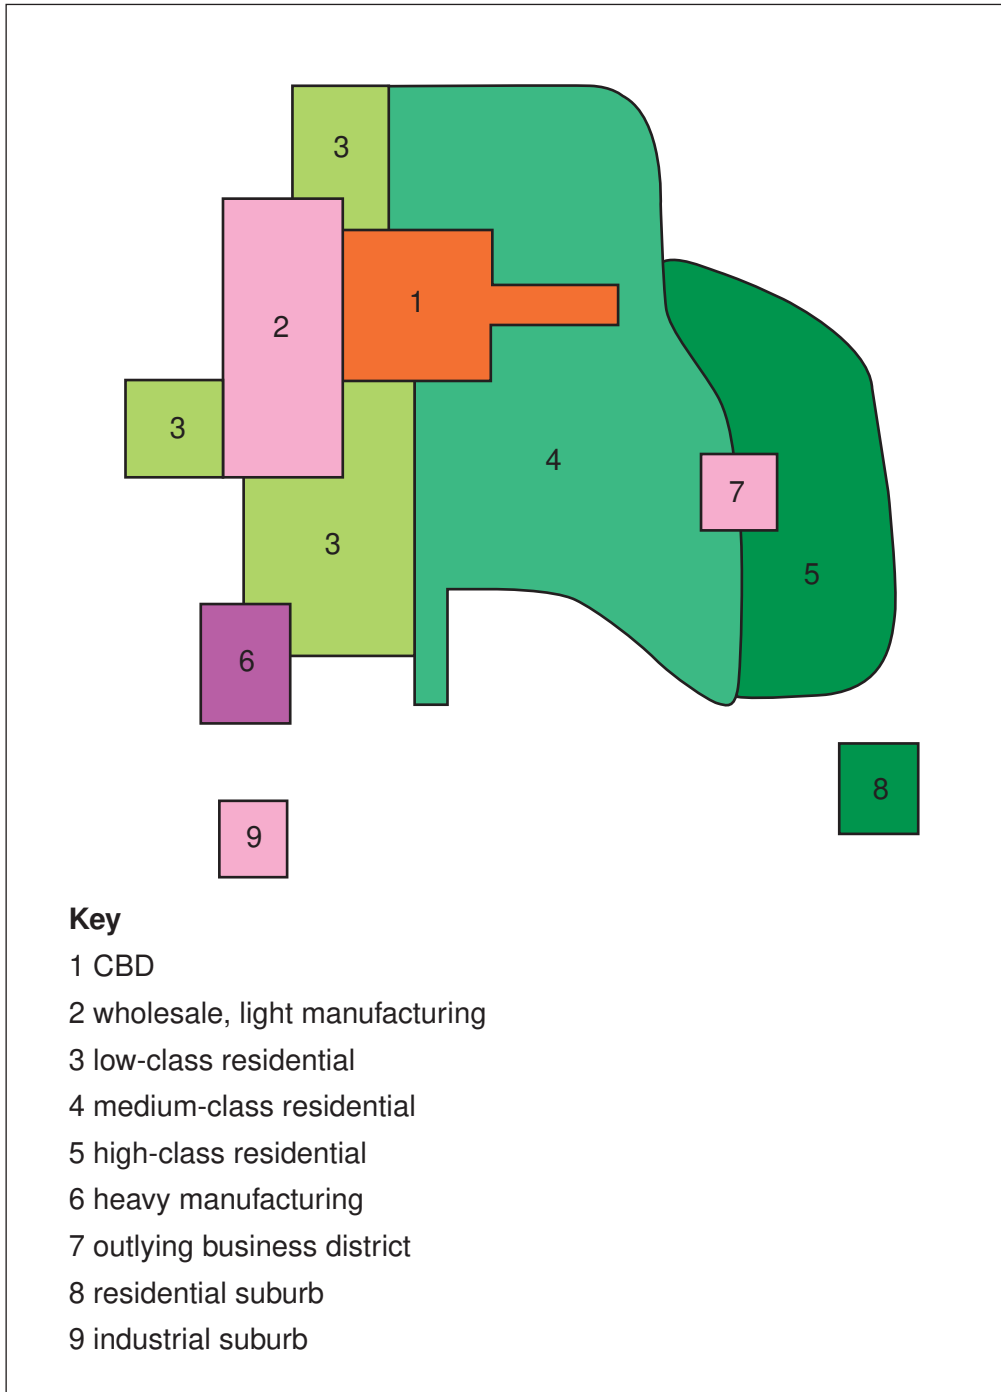 3
1
2
3
4
7
3
5
6
8
9
Key
1 CBD
2 wholesale, light manufacturing
3 low-class residential
4 medium-class residential
5 high-class residential
6 heavy manufacturing
7 outlying business district
8 residential suburb
9 industrial suburb